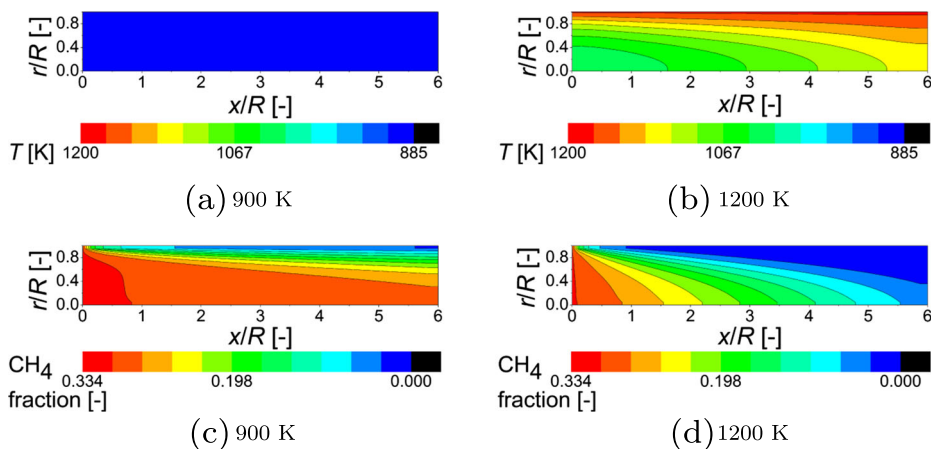 r/R [-]
0.8
0.4
0.0
0 1 2 3 4 5 6
x/R [-]
T [K] 1200 1067 885
(a) 900 K
r/R [-]
0.8
0.4
0.0
0 1 2 3 4 5 6
x/R [-]
T [K] 1200 1067 885
(b) 1200 K
r/R [-]
0.8
0.4
0.0
0 1 2 3 4 5 6
x/R [-]
CH4
0.334 0.198 0.000
fraction [-]
(c) 900 K
r/R [-]
0.8
0.4
0.0
0 1 2 3 4 5 6
x/R [-]
CH4
0.334 0.198 0.000
fraction [-]
(d) 1200 K